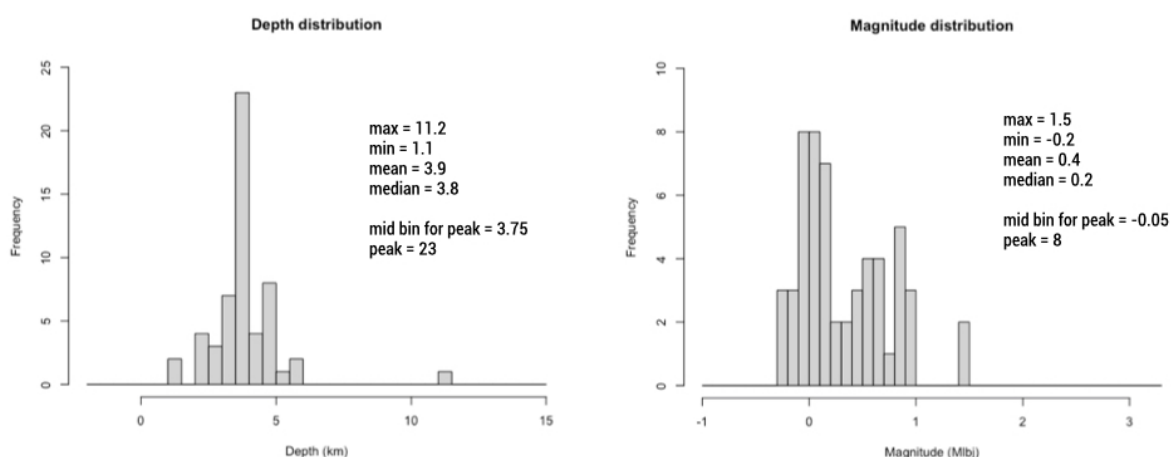 Depth distribution
25
20
15
10
5
0
Frequency
max = 11.2
min = 1.1
mean = 3.9
median = 3.8
mid bin for peak = 3.75
peak = 23
0 5 10 15
Depth (km)
Magnitude distribution
10
8
6
4
2
0
Frequency
max = 1.5
min = -0.2
mean = 0.4
median = 0.2
mid bin for peak = -0.05
peak = 8
-1 0 1 2 3
Magnitude (Mlbj)